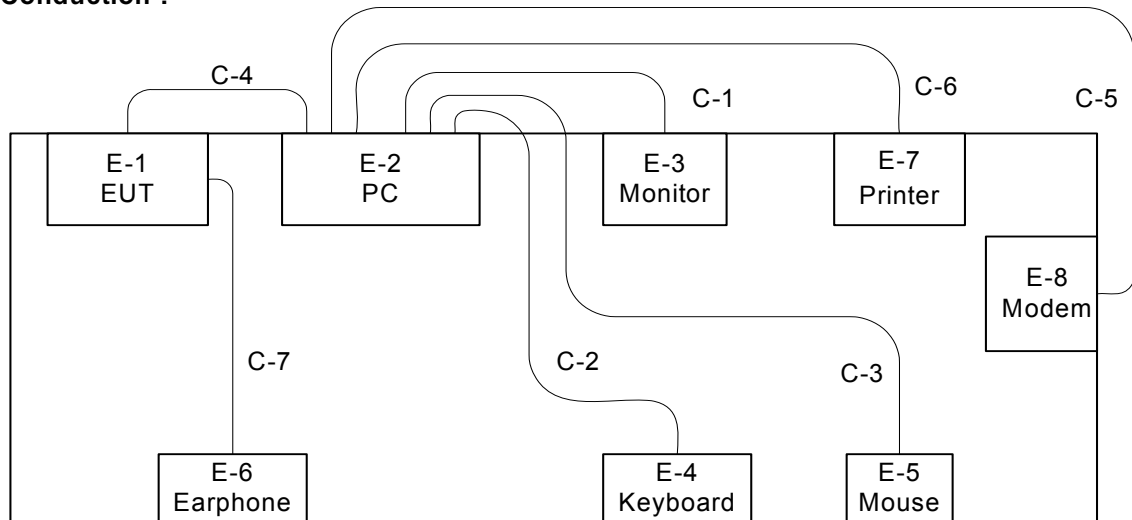 Conduction :
C-4
C-1
C-6
C-5
E-1
EUT
E-2
PC
E-3
Monitor
E-7
Printer
E-8
Modem
C-7
C-2
C-3
E-6
Earphone
E-4
Keyboard
E-5
Mouse